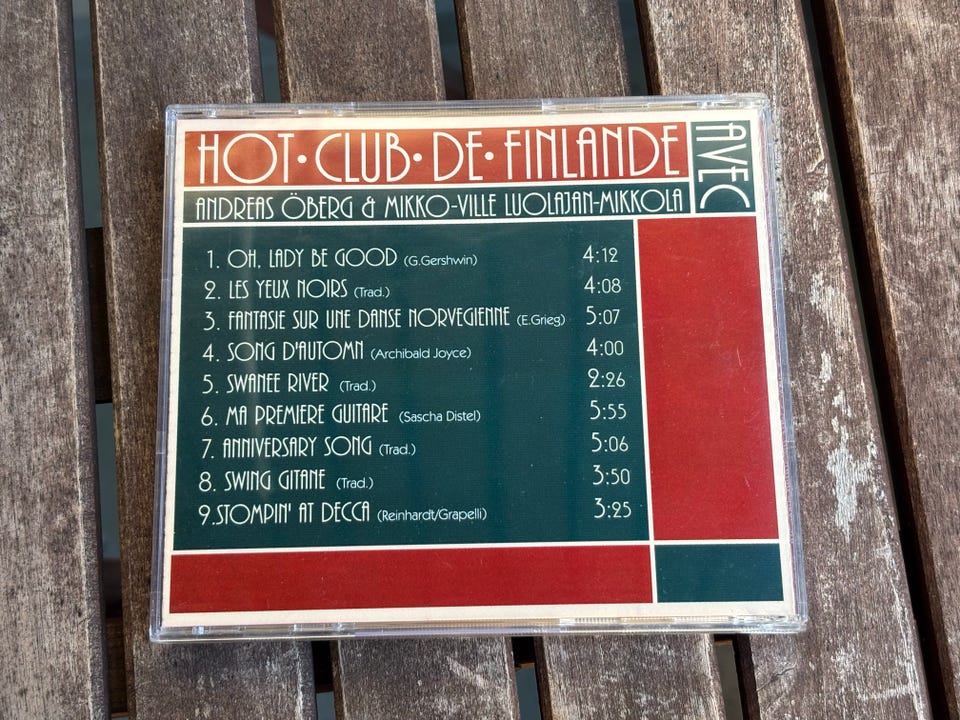 HOT·CLUB·DE·FINLANDE
AVEC
ANDREAS ÖBERG & MIKKO-VILLE LUOLAJAN-MIKKOLA
1. OH, LADY BE GOOD (G.Gershwin) 4:12
2. LES YEUX NOIRS (Trad.) 4:08
3. FANTASIE SUR UNE DANSE NORVEGIENNE (E.Grieg) 5:07
4. SONG D'AUTOMN (Archibald Joyce) 4:00
5. SWANEE RIVER (Trad.) 2:26
6. MA PREMIERE GUITARE (Sascha Distel) 5:55
7. ANNIVERSARY SONG (Trad.) 5:06
8. SWING GITANE (Trad.) 3:50
9.STOMPIN' AT DECCA (Reinhardt/Grapelli) 3:25